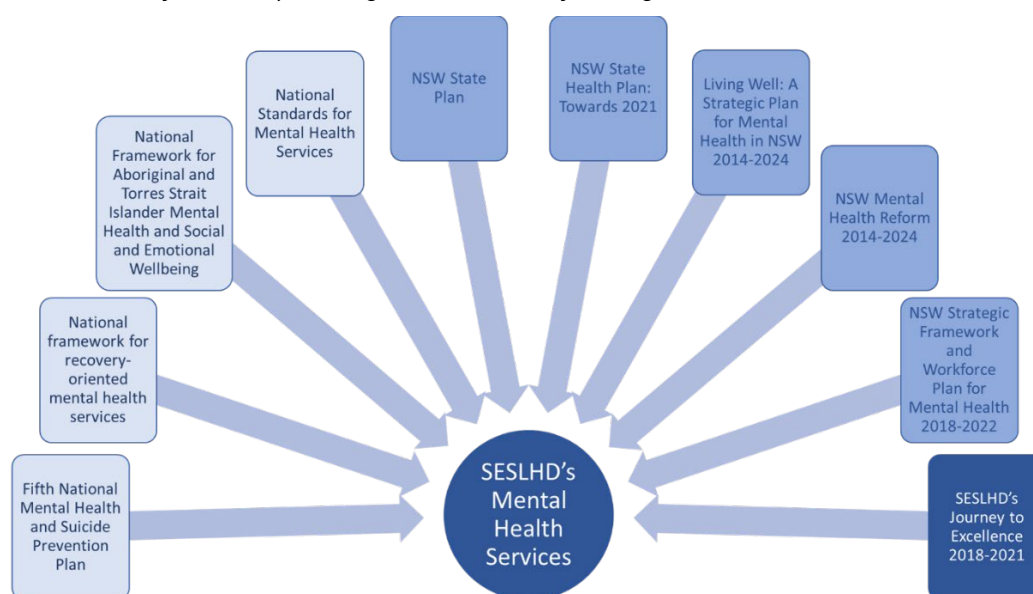 Fifth National
Mental Health
and Suicide
Prevention
Plan
National
framework for
recovery-
oriented
mental health
services
National
Framework for
Aboriginal and
Torres Strait
Islander Mental
Health and Social
and Emotional
Wellbeing
National
Standards for
Mental Health
Services
NSW State
Plan
NSW State
Health Plan:
Towards 2021
Living Well: A
Strategic Plan
for Mental
Health in NSW
2014-2024
NSW Mental
Health Reform
2014-2024
NSW Strategic
Framework
and
Workforce
Plan for
Mental Health
2018-2022
SESLHD's
Journey to
Excellence
2018-2021
SESLHD's
Mental
Health
Services